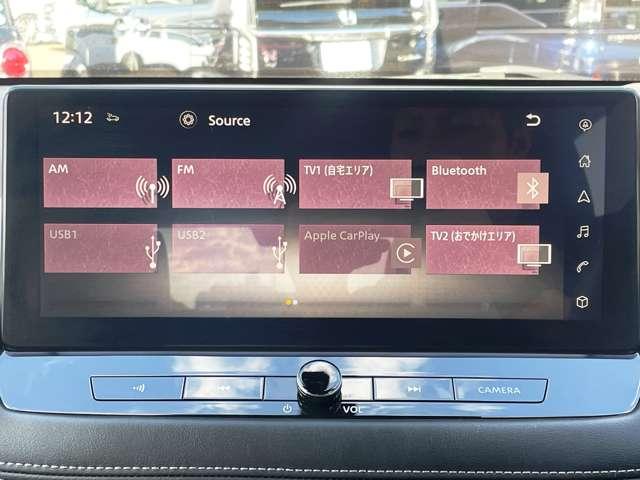 12:12
Source
AM
FM
TV1 (自宅エリア)
Bluetooth
USB1
USB2
Apple CarPlay
TV2 (おでかけエリア)
VOL
CAMERA